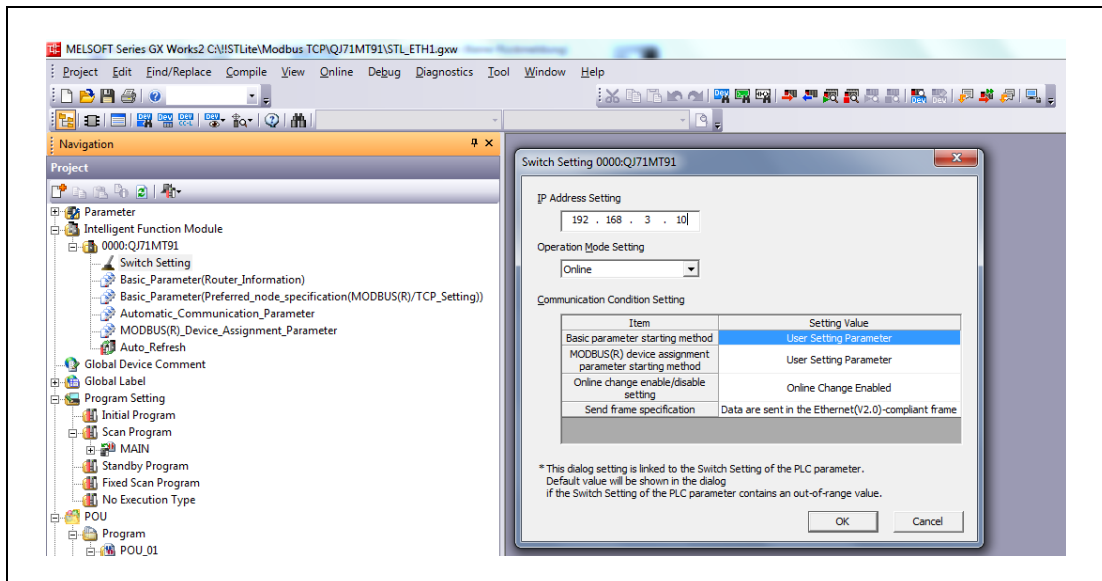 MELSOFT Series GX Works2 C:\!!STLite\Modbus TCP\QJ71MT91\STL_ETH1.gxw
Project Edit Find/Replace Compile View Online Debug Diagnostics Tool Window Help
Navigation
Project
Parameter
Intelligent Function Module
0000:QJ71MT91
Switch Setting
Basic_Parameter(Router_Information)
Basic_Parameter(Preferred_node_specification(MODBUS(R)/TCP_Setting))
Automatic_Communication_Parameter
MODBUS(R)_Device_Assignment_Parameter
Auto_Refresh
Global Device Comment
Global Label
Program Setting
Initial Program
Scan Program
MAIN
Standby Program
Fixed Scan Program
No Execution Type
POU
Program
POU_01
Switch Setting 0000:QJ71MT91
IP Address Setting
192 . 168 . 3 . 10
Operation Mode Setting
Online
Communication Condition Setting
Item Setting Value
Basic parameter starting method User Setting Parameter
MODBUS(R) device assignment
parameter starting method User Setting Parameter
Online change enable/disable
setting Online Change Enabled
Send frame specification Data are sent in the Ethernet(V2.0)-compliant frame
* This dialog setting is linked to the Switch Setting of the PLC parameter.
Default value will be shown in the dialog
if the Switch Setting of the PLC parameter contains an out-of-range value.
OK Cancel